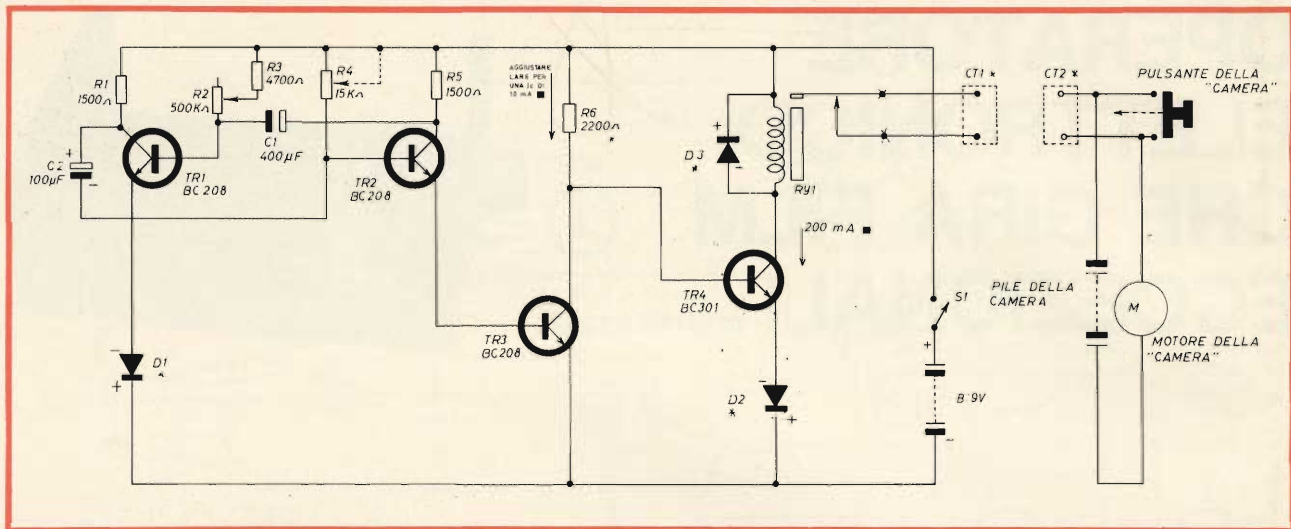 R1
1500Ω
R2
500KΩ
R3
4700Ω
C1
400µF
R4
15KΩ
R5
1500Ω
C2
100µF
+
-
TR1
BC208
TR2
BC208
AGGIUSTARE
LARE PER
UNA Ic DI
10 mA ■
R6
2200Ω
*
D3
*
+
-
RY1
CT1 *
CT2 *
PULSANTE DELLA
"CAMERA"
200 mA ■
TR3
BC208
TR4
BC301
S1
PILE DELLA
CAMERA
M
MOTORE DELLA
"CAMERA"
-
D1
*
+
-
D2
*
+
+
B:9V
-